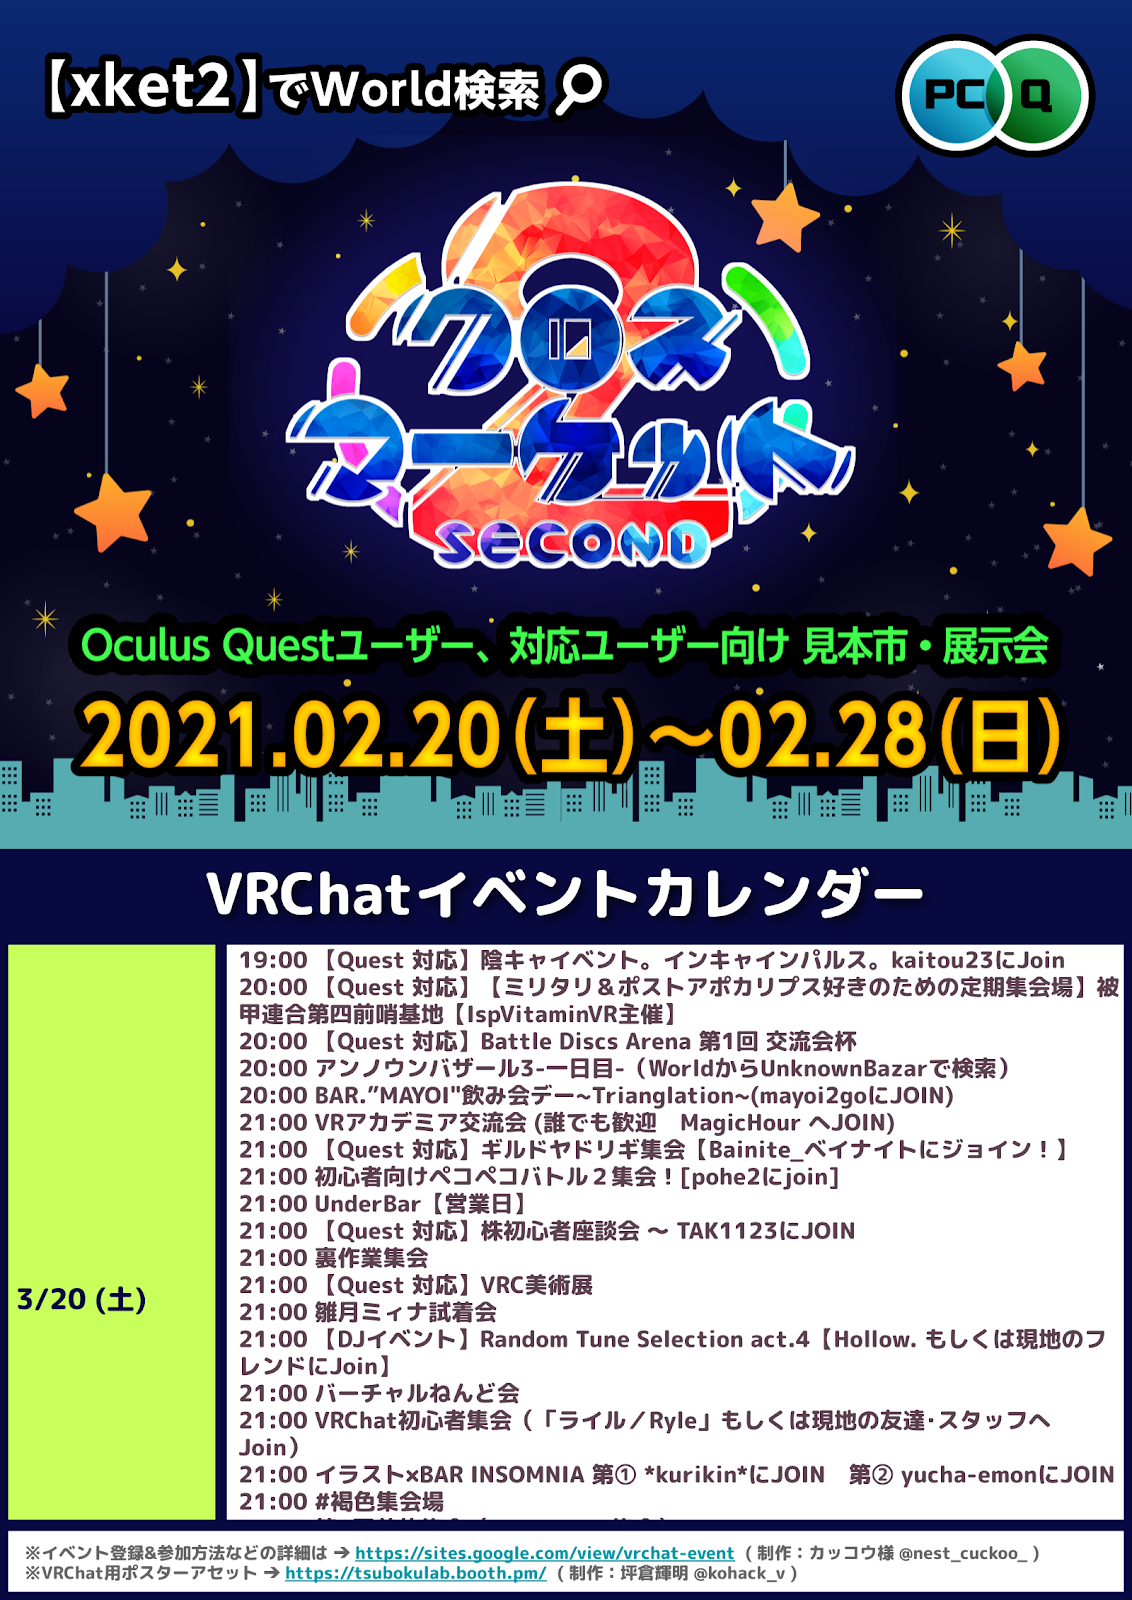 【xket2】でWorld検索
PC Q
2
クロス
マーケット
SECOND
Oculus Questユーザー、対応ユーザー向け 見本市・展示会
2021.02.20(土)～02.28(日)
VRChatイベントカレンダー
3/20 (土)
19:00 【Quest 対応】陰キャイベント。インキャインパルス。kaitou23にJoin
20:00 【Quest 対応】【ミリタリ＆ポストアポカリプス好きのための定期集会場】被
甲連合第四前哨基地【IspVitaminVR主催】
20:00 【Quest 対応】Battle Discs Arena 第1回 交流会杯
20:00 アンノウンバザール3-一日目-（WorldからUnknownBazarで検索）
20:00 BAR.”MAYOI"飲み会デー~Trianglation~(mayoi2goにJOIN)
21:00 VRアカデミア交流会 (誰でも歓迎　MagicHour へJOIN)
21:00 【Quest 対応】ギルドヤドリギ集会【Bainite_ベイナイトにジョイン！】
21:00 初心者向けペコペコバトル２集会！[pohe2にjoin]
21:00 UnderBar【営業日】
21:00 【Quest 対応】株初心者座談会 ～ TAK1123にJOIN
21:00 裏作業集会
21:00 【Quest 対応】VRC美術展
21:00 雛月ミィナ試着会
21:00 【DJイベント】Random Tune Selection act.4【Hollow. もしくは現地のフ
レンドにJoin】
21:00 バーチャルねんど会
21:00 VRChat初心者集会（「ライル／Ryle」もしくは現地の友達･スタッフへ
Join）
21:00 イラスト×BAR INSOMNIA 第① *kurikin*にJOIN　第② yucha-emonにJOIN
21:00 #褐色集会場
※イベント登録&参加方法などの詳細は ➔ https://sites.google.com/view/vrchat-event （ 制作：カッコウ様 @nest_cuckoo_ ）
※VRChat用ポスターアセット ➔ https://tsubokulab.booth.pm/ （ 制作：坪倉輝明 @kohack_v ）